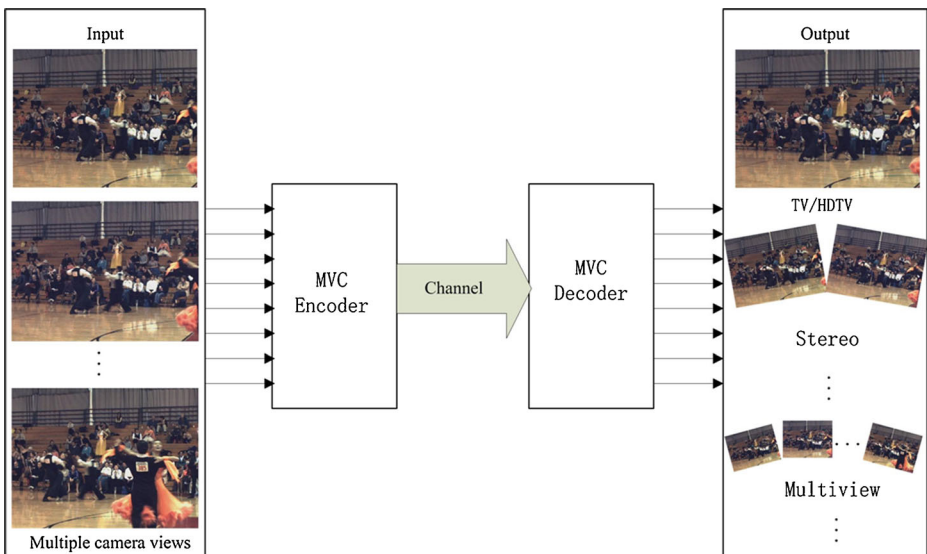 Input
Multiple camera views
MVC
Encoder
Channel
MVC
Decoder
Output
TV/HDTV
Stereo
Multiview